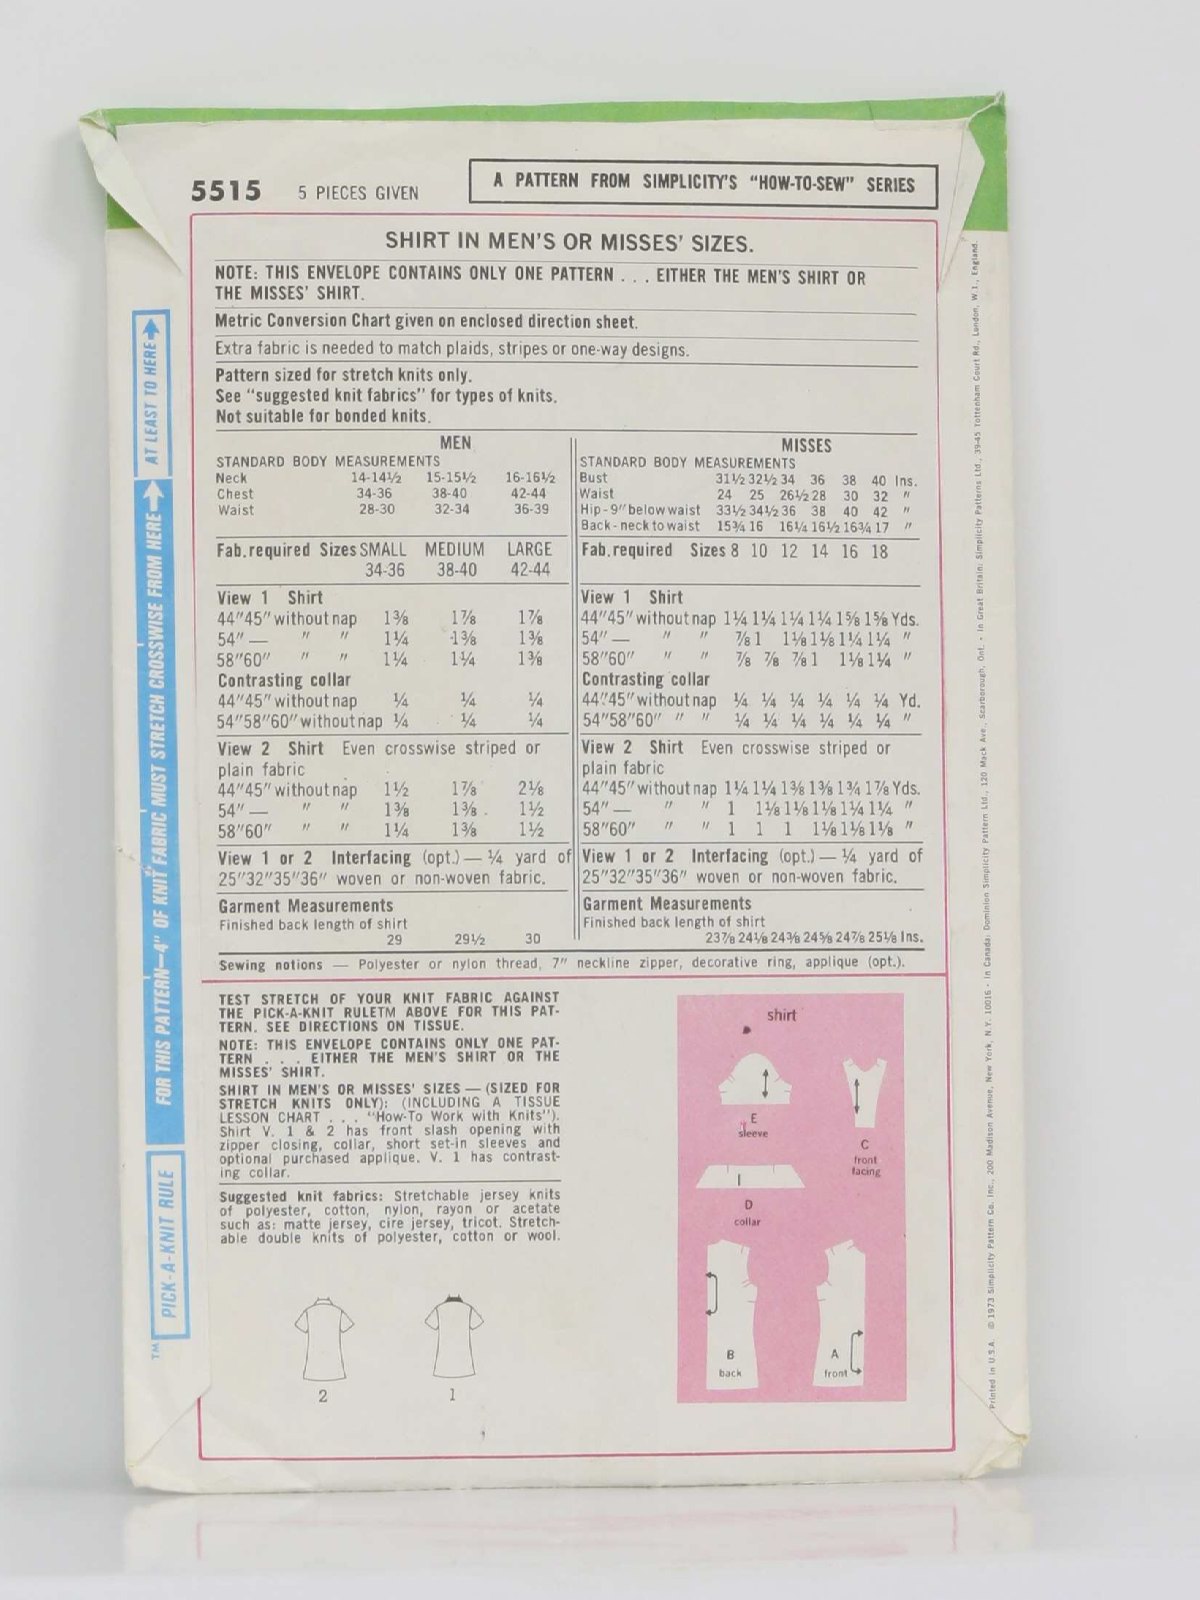 5515 5 PIECES GIVEN
A PATTERN FROM SIMPLICITY'S "HOW-TO-SEW" SERIES
SHIRT IN MEN'S OR MISSES' SIZES.
NOTE: THIS ENVELOPE CONTAINS ONLY ONE PATTERN . . . EITHER THE MEN'S SHIRT OR
THE MISSES' SHIRT.
Metric Conversion Chart given on enclosed direction sheet.
Extra fabric is needed to match plaids, stripes or one-way designs.
Pattern sized for stretch knits only.
See "suggested knit fabrics" for types of knits.
Not suitable for bonded knits.
MEN
STANDARD BODY MEASUREMENTS
Neck 14-14½ 15-15½ 16-16½
Chest 34-36 38-40 42-44
Waist 28-30 32-34 36-39
Fab. required Sizes SMALL MEDIUM LARGE
34-36 38-40 42-44
View 1 Shirt
44"45" without nap 1⅜ 1⅞ 1⅞
54" — " " 1¼ 1⅜ 1⅜
58"60" " " 1¼ 1¼ 1⅜
Contrasting collar
44"45" without nap ¼ ¼ ¼
54"58"60" without nap ¼ ¼ ¼
View 2 Shirt Even crosswise striped or
plain fabric
44"45" without nap 1½ 1⅞ 2⅛
54" — " " 1⅜ 1⅜ 1½
58"60" " " 1¼ 1⅜ 1½
View 1 or 2 Interfacing (opt.) — ¼ yard of
25"32"35"36" woven or non-woven fabric.
Garment Measurements
Finished back length of shirt
29 29½ 30
MISSES
STANDARD BODY MEASUREMENTS
Bust 31½ 32½ 34 36 38 40 Ins.
Waist 24 25 26½ 28 30 32 "
Hip-9" below waist 33½ 34½ 36 38 40 42 "
Back-neck to waist 15¾ 16 16¼ 16½ 16¾ 17 "
Fab. required Sizes 8 10 12 14 16 18
View 1 Shirt
44"45" without nap 1¼ 1¼ 1¼ 1¼ 1⅝ 1⅝ Yds.
54" — " " ⅞ 1 1⅛ 1⅛ 1¼ 1¼ "
58"60" " " ⅞ ⅞ ⅞ 1 1⅛ 1¼ "
Contrasting collar
44"45" without nap ¼ ¼ ¼ ¼ ¼ ¼ Yd.
54"58"60" " " ¼ ¼ ¼ ¼ ¼ ¼ "
View 2 Shirt Even crosswise striped or
plain fabric
44"45" without nap 1¼ 1¼ 1⅜ 1⅜ 1¾ 1⅞ Yds.
54" — " " 1 1⅛ 1⅛ 1⅛ 1¼ 1¼ "
58"60" " " 1 1 1 1⅛ 1⅛ 1⅛ "
View 1 or 2 Interfacing (opt.) — ¼ yard of
25"32"35"36" woven or non-woven fabric.
Garment Measurements
Finished back length of shirt
23⅞ 24⅛ 24⅜ 24⅝ 24⅞ 25⅛ Ins.
Sewing notions — Polyester or nylon thread, 7" neckline zipper, decorative ring, applique (opt.).
TEST STRETCH OF YOUR KNIT FABRIC AGAINST
THE PICK-A-KNIT RULETM ABOVE FOR THIS PAT-
TERN. SEE DIRECTIONS ON TISSUE.
NOTE: THIS ENVELOPE CONTAINS ONLY ONE PAT-
TERN . . . EITHER THE MEN'S SHIRT OR THE
MISSES' SHIRT.
SHIRT IN MEN'S OR MISSES' SIZES — (SIZED FOR
STRETCH KNITS ONLY): (INCLUDING A TISSUE
LESSON CHART . . . "How-To Work with Knits").
Shirt V. 1 & 2 has front slash opening with
zipper closing, collar, short set-in sleeves and
optional purchased applique. V. 1 has contrast-
ing collar.
Suggested knit fabrics: Stretchable jersey knits
of polyester, cotton, nylon, rayon or acetate
such as: matte jersey, cire jersey, tricot. Stretch-
able double knits of polyester, cotton or wool.
2
1
shirt
E
sleeve
C
front
facing
D
collar
B
back
A
front
AT LEAST TO HERE
FOR THIS PATTERN—4" OF KNIT FABRIC MUST STRETCH CROSSWISE FROM HERE
PICK-A-KNIT RULE
TM
Printed in U.S.A. © 1973 Simplicity Pattern Co. Inc., 200 Madison Avenue, New York, N.Y. 10016 · In Canada: Dominion Simplicity Pattern Ltd., 120 Mack Ave., Scarborough, Ont. · In Great Britain: Simplicity Patterns Ltd., 39-45 Tottenham Court Rd., London, W.1., England.